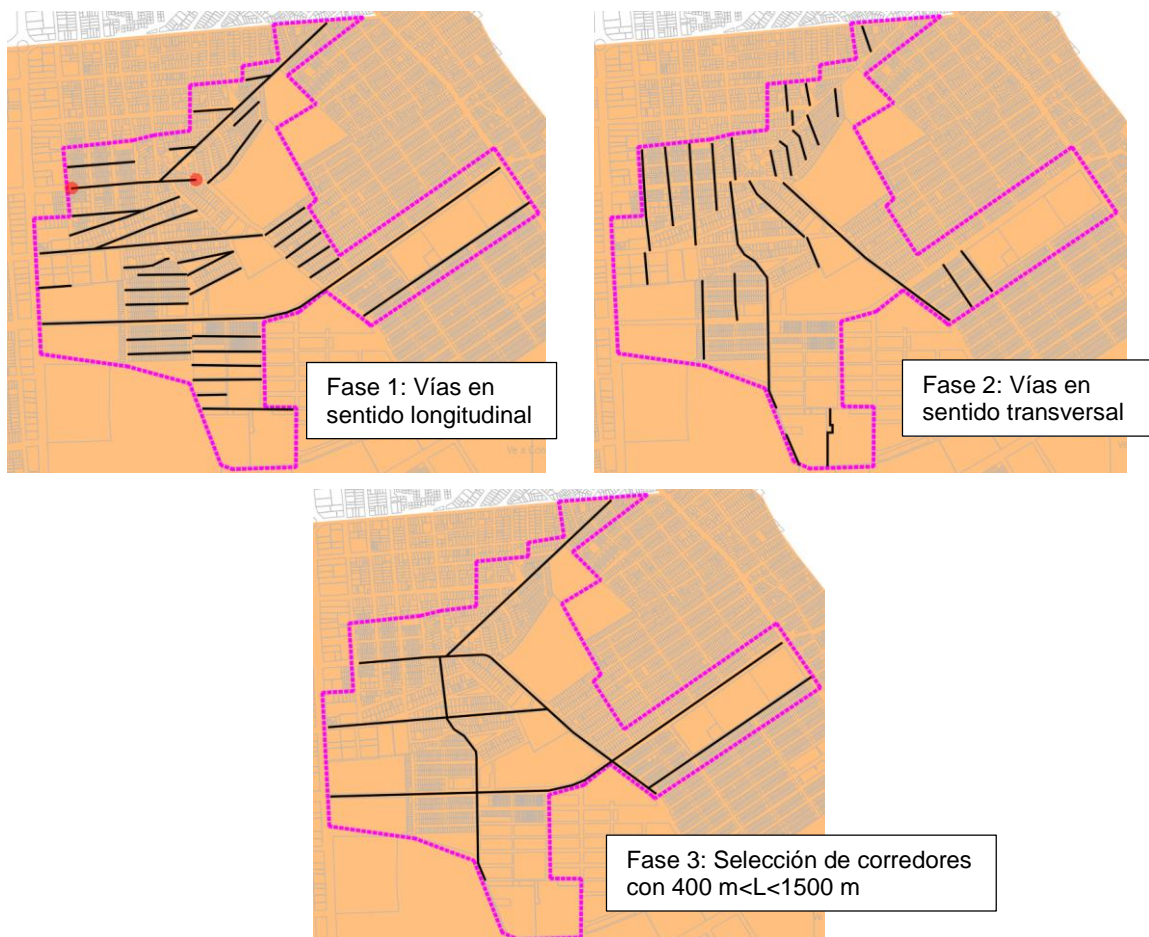 Fase 1: Vías en
sentido longitudinal
Fase 2: Vías en
sentido transversal
Fase 3: Selección de corredores
con 400 m<L<1500 m